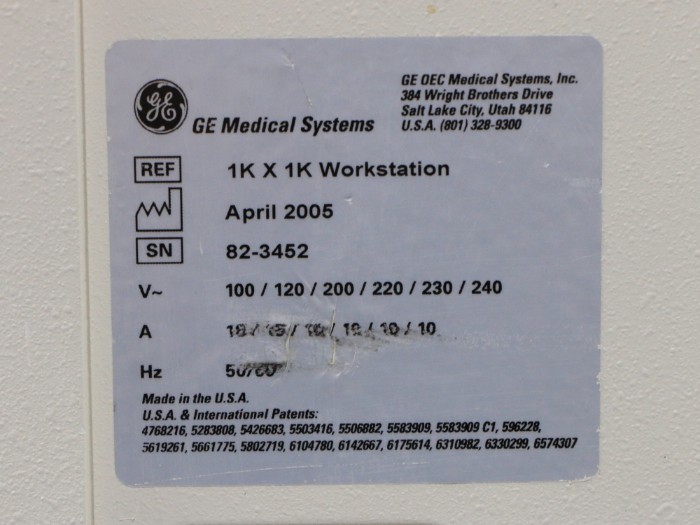 GE
GE Medical Systems
GE OEC Medical Systems, Inc.
384 Wright Brothers Drive
Salt Lake City, Utah 84116
U.S.A. (801) 328-9300
REF 1K X 1K Workstation
April 2005
SN 82-3452
V~ 100 / 120 / 200 / 220 / 230 / 240
A / 10 / 10
Hz
Made in the U.S.A.
U.S.A. & International Patents:
4768216, 5283808, 5426683, 5503416, 5506882, 5583909, 5583909 C1, 596228,
5619261, 5661775, 5802719, 6104780, 6142667, 6175614, 6310982, 6330299, 6574307